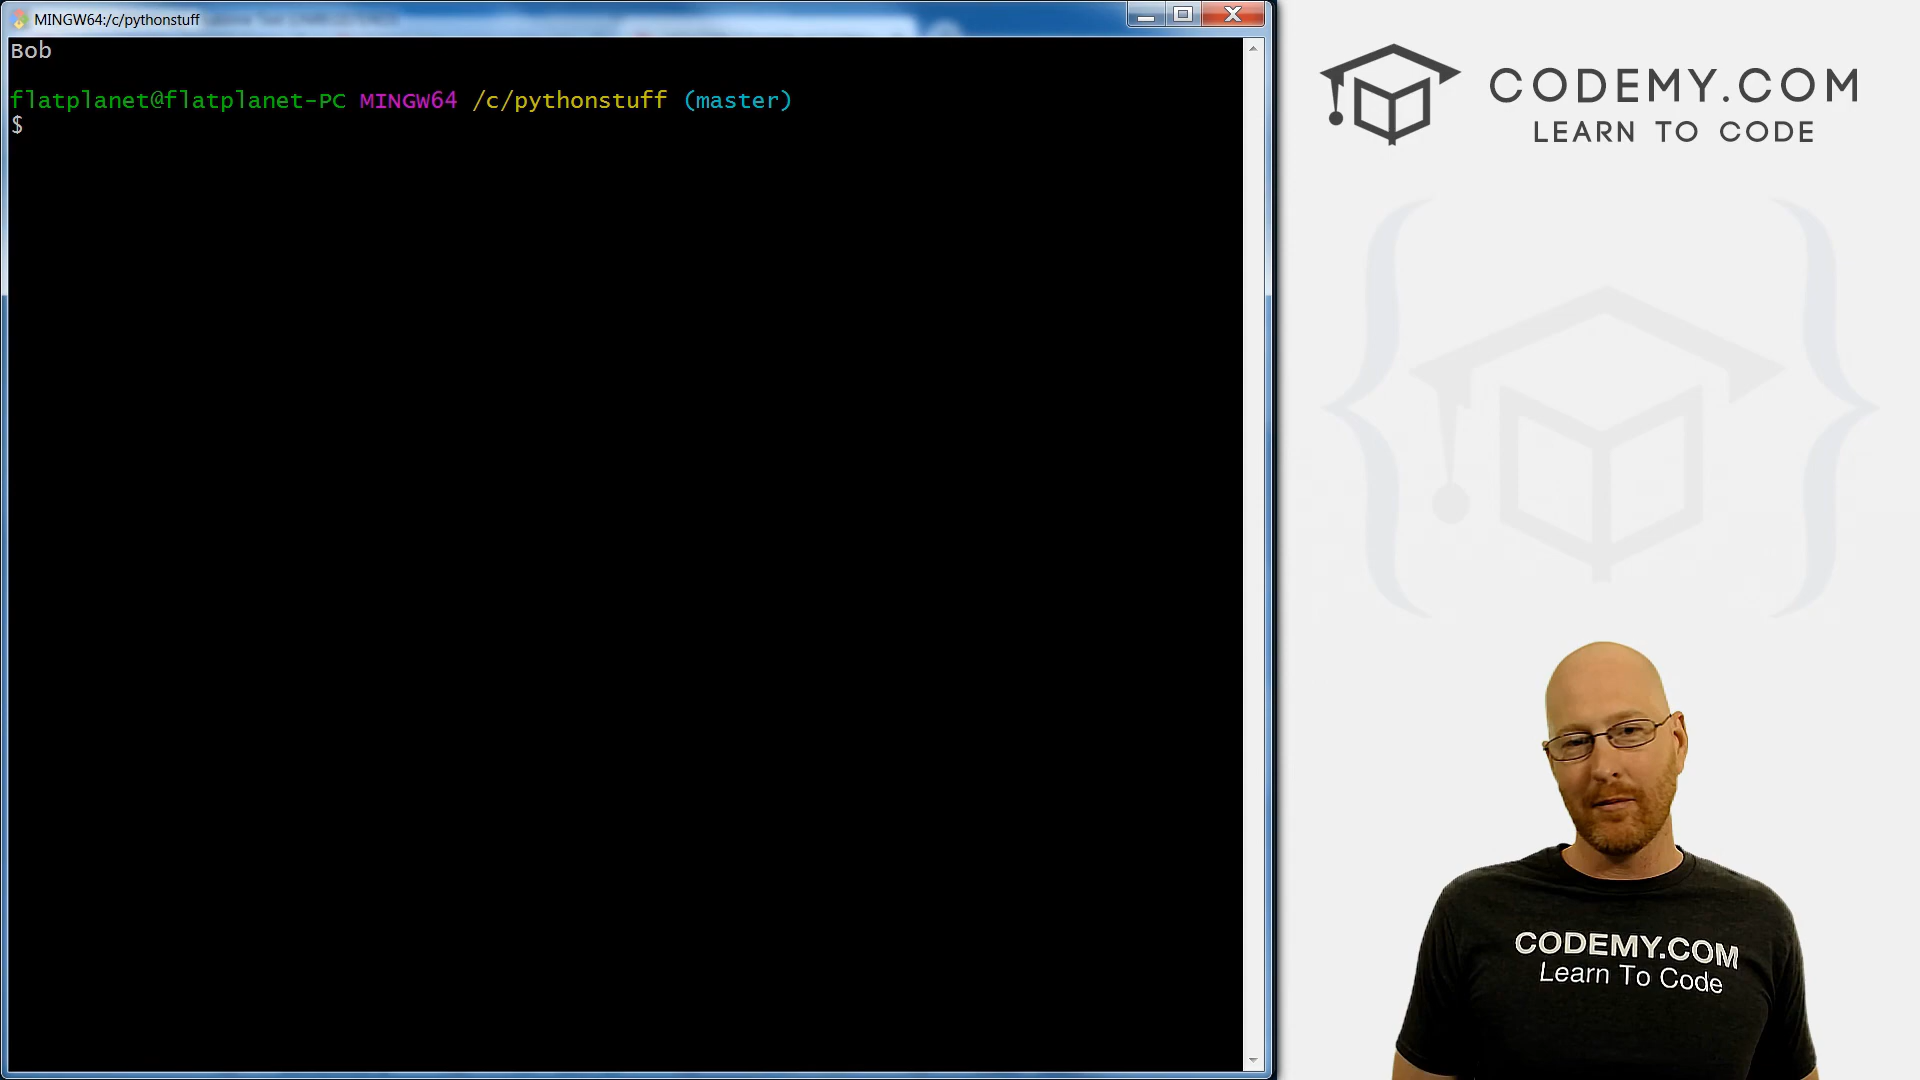 MINGW64:/c/pythonstuff
Bob
flatplanet@flatplanet-PC MINGW64 /c/pythonstuff (master)
$
CODEMY.COM
LEARN TO CODE
CODEMY.COM
Learn To Code